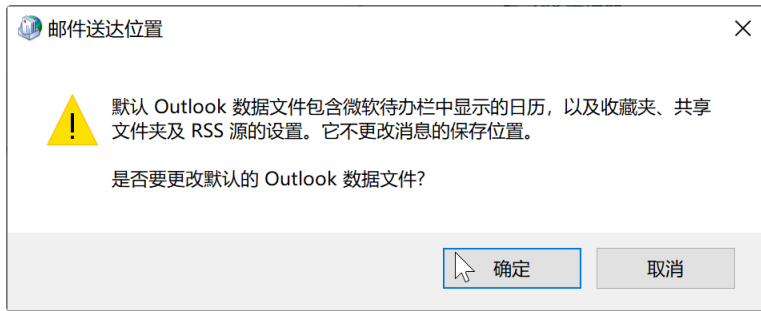 邮件送达位置
默认 Outlook 数据文件包含微软待办栏中显示的日历，以及收藏夹、共享
文件夹及 RSS 源的设置。它不更改消息的保存位置。
是否要更改默认的 Outlook 数据文件?
确定
取消